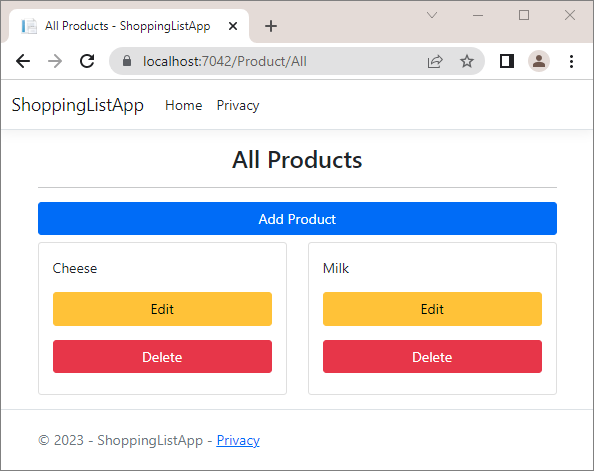 All Products - ShoppingListApp
localhost:7042/Product/All
ShoppingListApp Home Privacy
All Products
Add Product
Cheese Milk
Edit Edit
Delete Delete
© 2023 - ShoppingListApp - Privacy